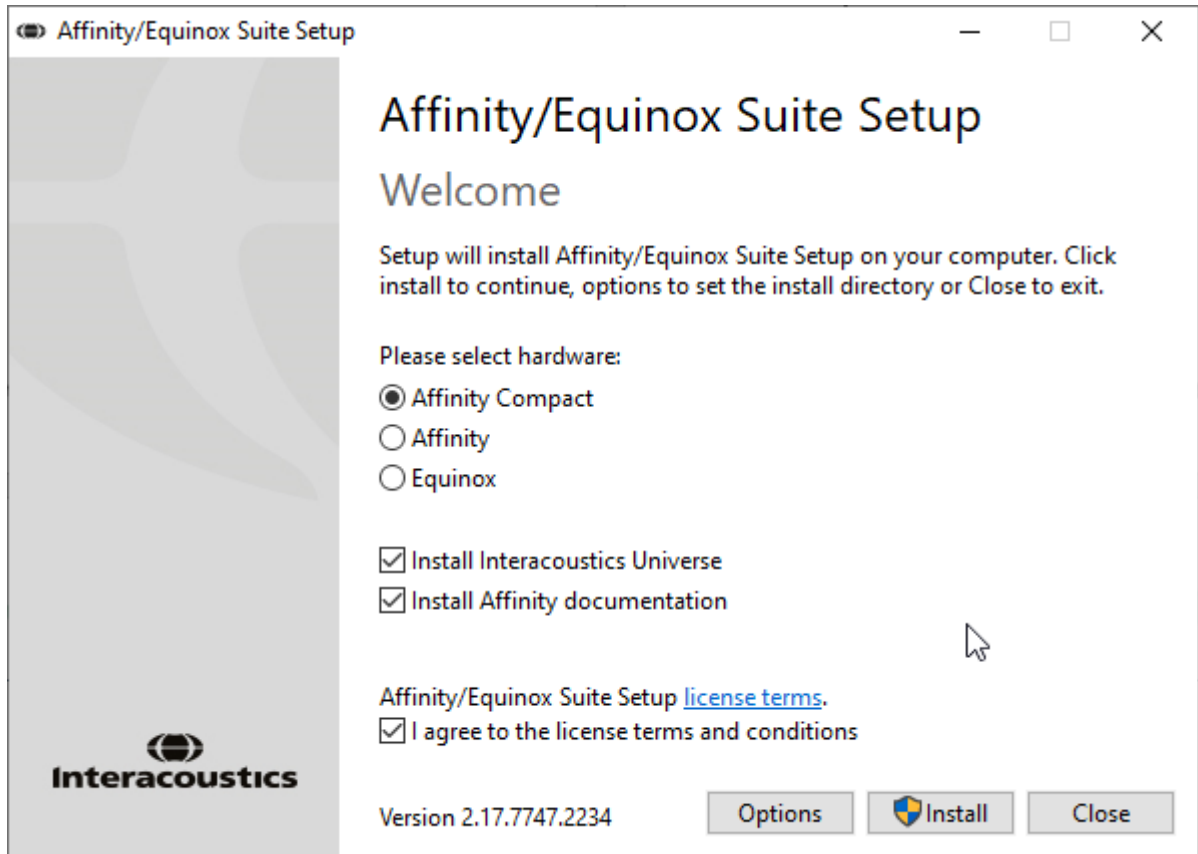 Affinity/Equinox Suite Setup
Affinity/Equinox Suite Setup
Welcome
Setup will install Affinity/Equinox Suite Setup on your computer. Click
install to continue, options to set the install directory or Close to exit.
Please select hardware:
Affinity Compact
Affinity
Equinox
Install Interacoustics Universe
Install Affinity documentation
Affinity/Equinox Suite Setup license terms.
I agree to the license terms and conditions
Interacoustics
Version 2.17.7747.2234
Options
Install
Close